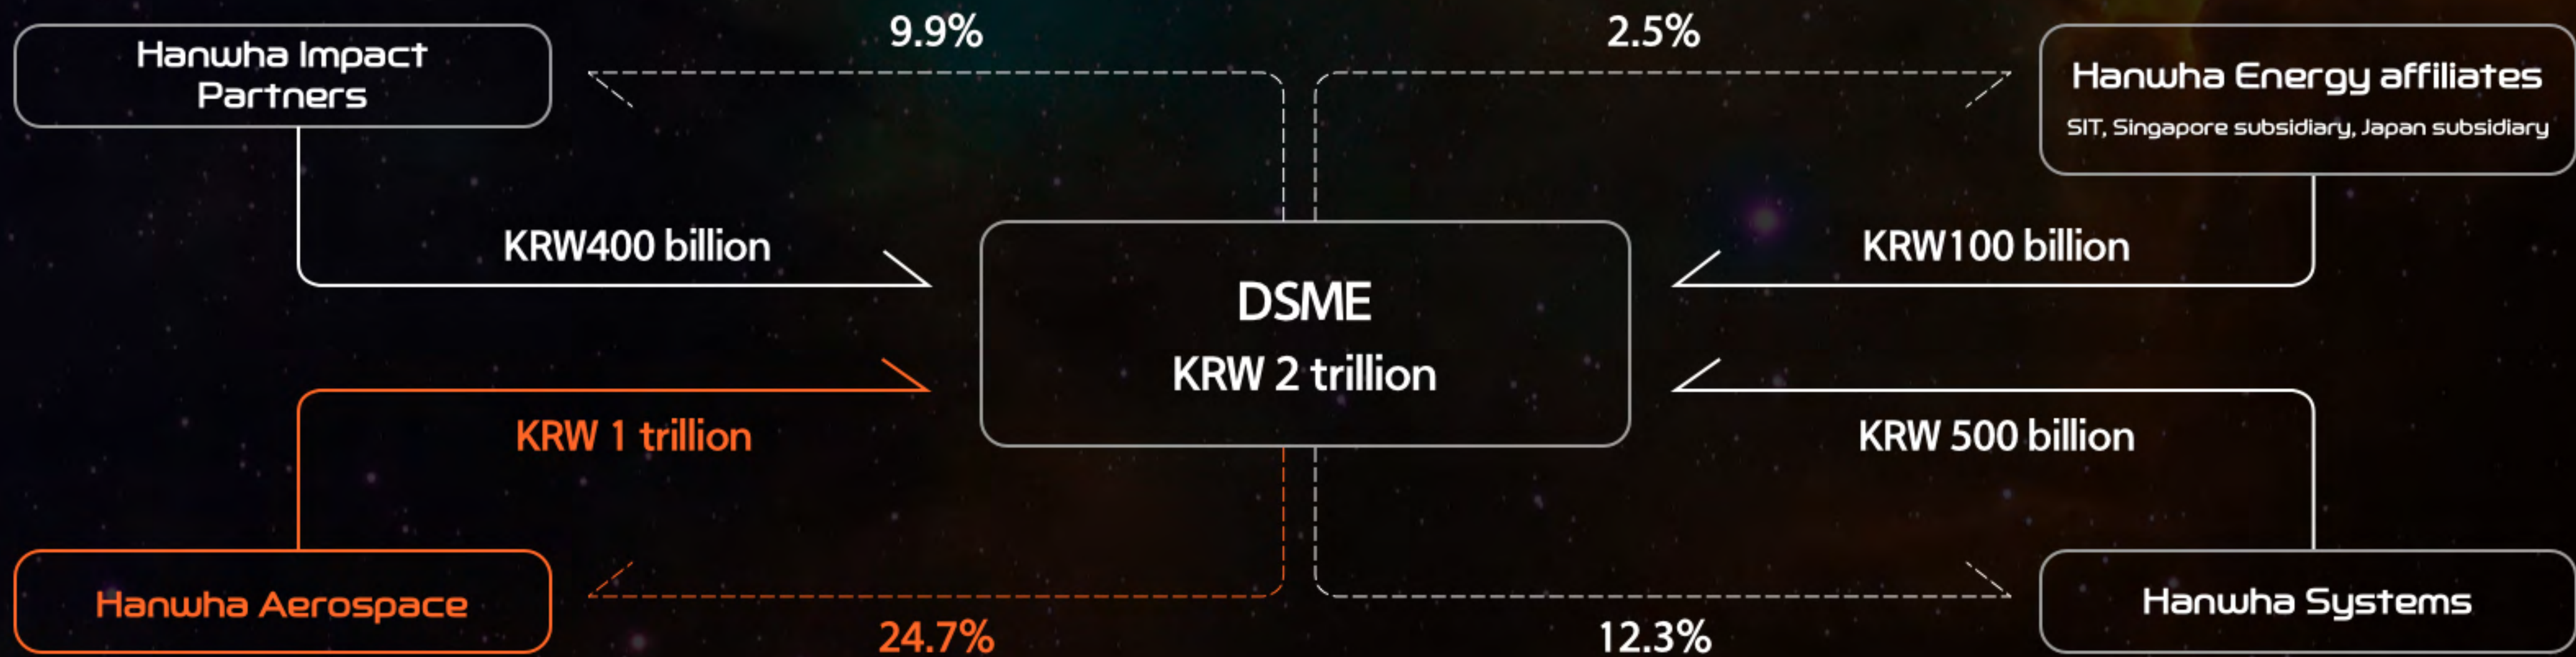 9.9%
2.5%
Hanwha Impact
Partners
Hanwha Energy affiliates
SIT, Singapore subsidiary, Japan subsidiary
KRW400 billion
KRW100 billion
DSME
KRW 2 trillion
KRW 1 trillion
KRW 500 billion
Hanwha Aerospace
Hanwha Systems
24.7%
12.3%